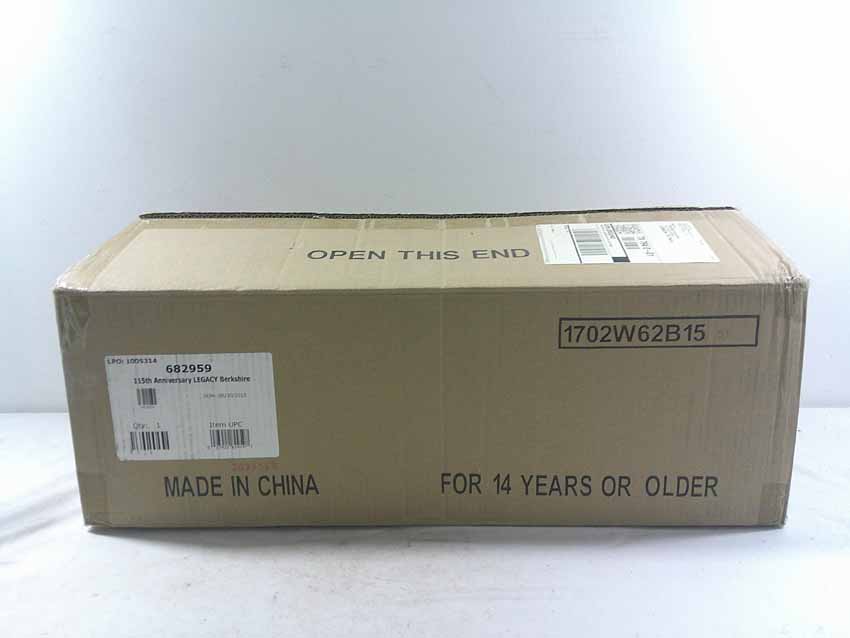 OPEN THIS END
1702W62B15
LPO: 1005314
682959
115th Anniversary LEGACY Berkshire
Qty: 1
Item UPC
MADE IN CHINA
FOR 14 YEARS OR OLDER